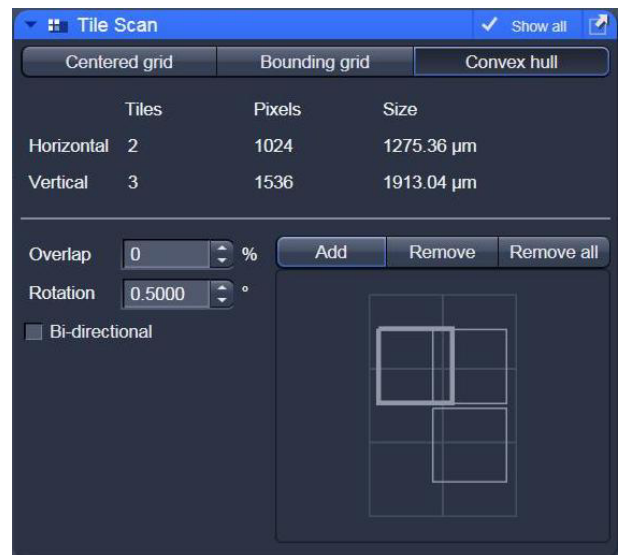 Tile Scan Show all
Centered grid Bounding grid Convex hull
Tiles Pixels Size
Horizontal 2 1024 1275.36 µm
Vertical 3 1536 1913.04 µm
Overlap 0 % Add Remove Remove all
Rotation 0.5000 °
Bi-directional